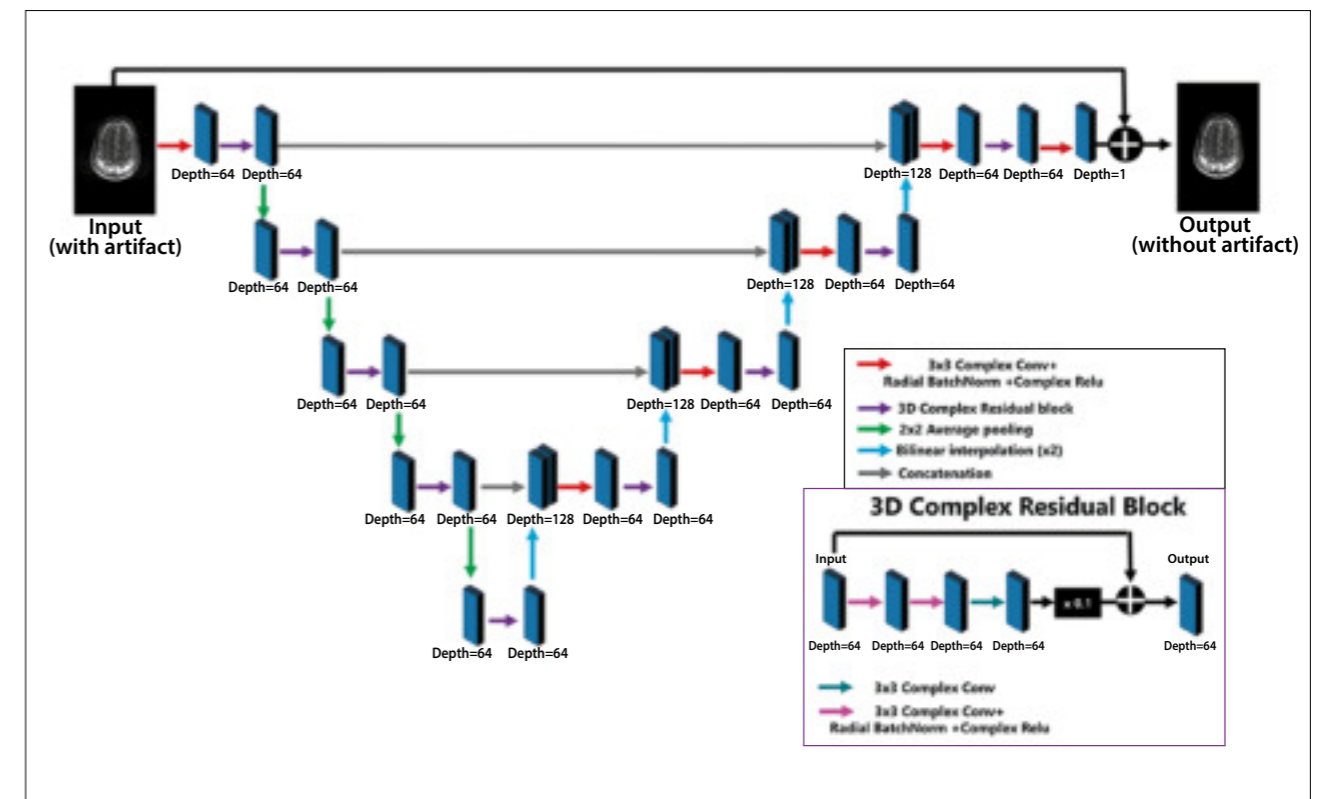 Depth=64 Depth=64
Depth=128 Depth=64 Depth=64 Depth=1
Input
(with artifact)
Output
(without artifact)
Depth=64 Depth=64
Depth=128 Depth=64 Depth=64
Depth=64 Depth=64
Depth=128 Depth=64 Depth=64
Depth=64 Depth=64 Depth=128 Depth=64 Depth=64
Depth=64 Depth=64
3x3 Complex Conv+
Radial BatchNorm +Complex Relu
3D Complex Residual block
2x2 Average pooling
Bilinear interpolation (x2)
Concatenation
3D Complex Residual Block
Input
Output
x 0.1
Depth=64 Depth=64 Depth=64 Depth=64 Depth=64
3x3 Complex Conv
3x3 Complex Conv+
Radial BatchNorm +Complex Relu